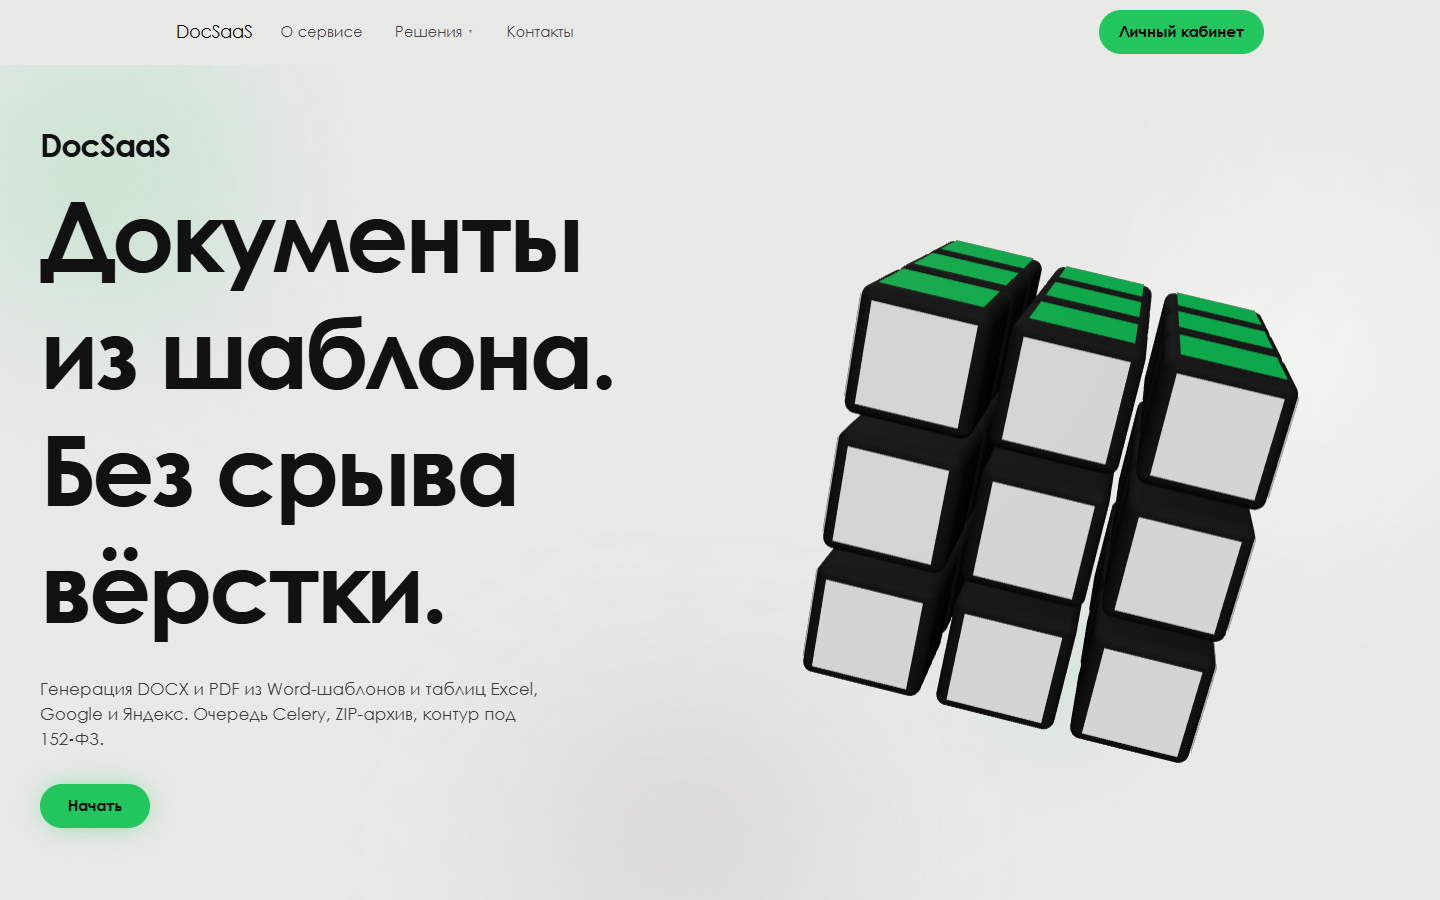 DocSaaS О сервисе Решения Контакты Личный кабинет
DocSaaS
Документы
из шаблона.
Без срыва
вёрстки.
Генерация DOCX и PDF из Word-шаблонов и таблиц Excel,
Google и Яндекс. Очередь Celery, ZIP-архив, контур под
152-ФЗ.
Начать